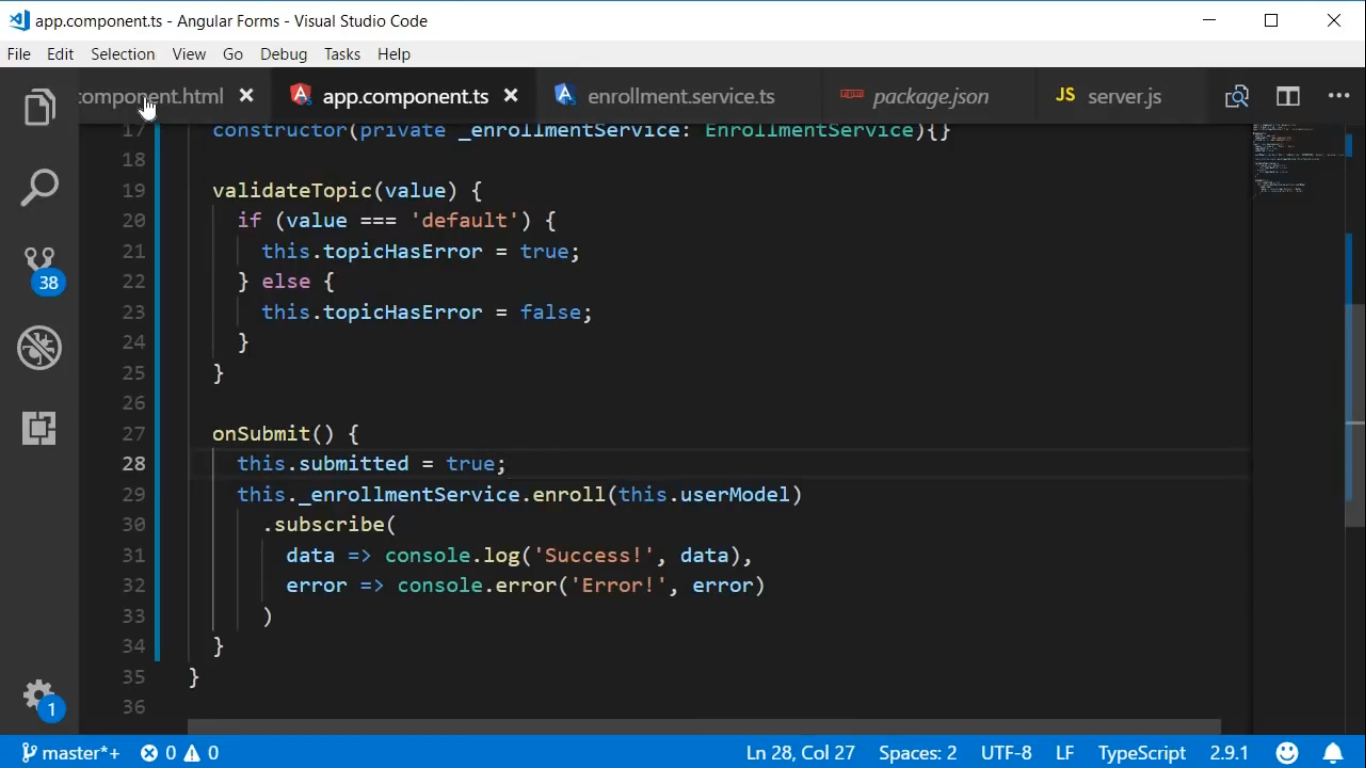 app.component.ts - Angular Forms - Visual Studio Code
File Edit Selection View Go Debug Tasks Help
component.html app.component.ts enrollment.service.ts package.json JS server.js
17 constructor(private _enrollmentService: EnrollmentService){}
18
19 validateTopic(value) {
20 if (value === 'default') {
21 this.topicHasError = true;
22 } else {
23 this.topicHasError = false;
24 }
25 }
26
27 onSubmit() {
28 this.submitted = true;
29 this._enrollmentService.enroll(this.userModel)
30 .subscribe(
31 data => console.log('Success!', data),
32 error => console.error('Error!', error)
33 )
34 }
35 }
36
38
1
master*+ 0 0 Ln 28, Col 27 Spaces: 2 UTF-8 LF TypeScript 2.9.1